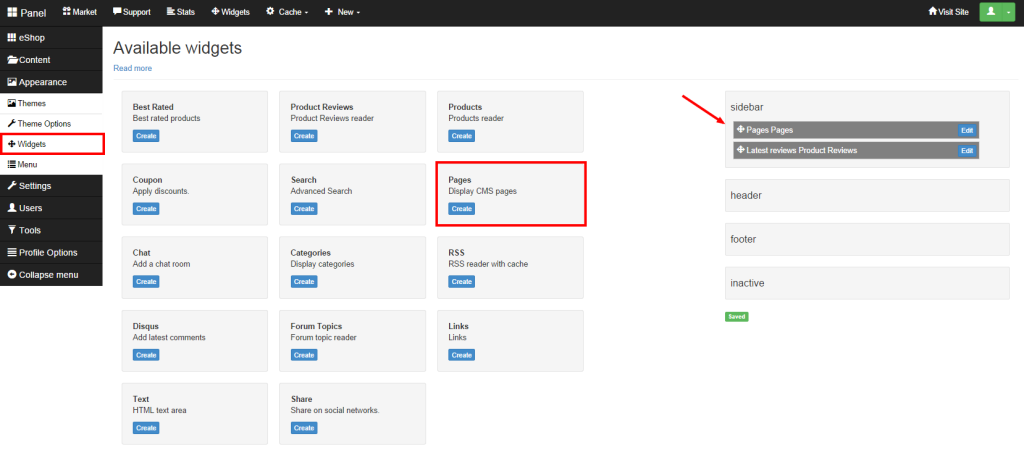 Panel Market Support Stats Widgets Cache New Visit Site
eShop
Content
Appearance
Themes
Theme Options
Widgets
Menu
Settings
Users
Tools
Profile Options
Collapse menu
Available widgets
Read more
Best Rated
Best rated products
Create
Product Reviews
Product Reviews reader
Create
Products
Products reader
Create
Coupon
Apply discounts.
Create
Search
Advanced Search
Create
Pages
Display CMS pages
Create
Chat
Add a chat room
Create
Categories
Display categories
Create
RSS
RSS reader with cache
Create
Disqus
Add latest comments
Create
Forum Topics
Forum topic reader
Create
Links
Links
Create
Text
HTML text area
Create
Share
Share on social networks.
Create
sidebar
Pages Pages Edit
Latest reviews Product Reviews Edit
header
footer
inactive
Saved